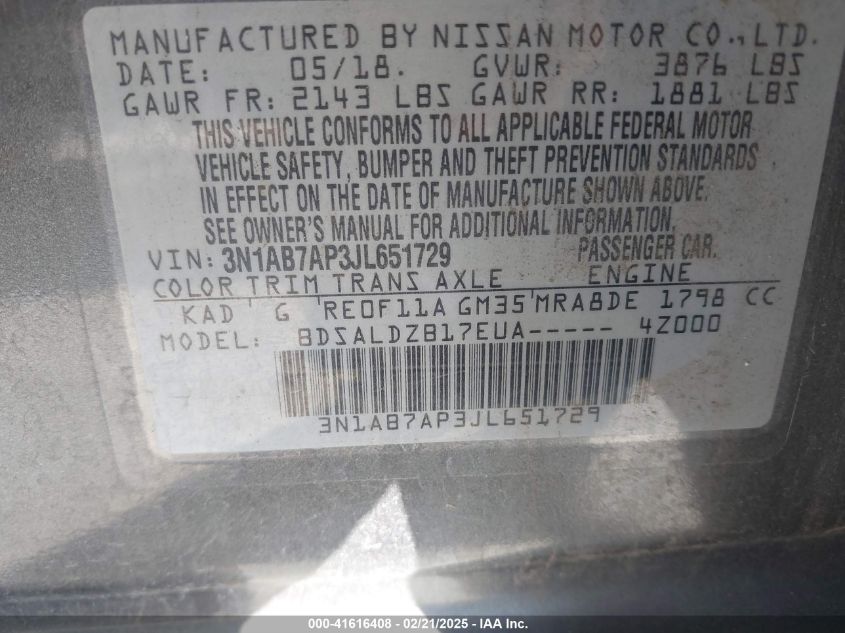 MANUFACTURED BY NISSAN MOTOR CO., LTD.
DATE: 05/18. GVWR: 3876 LBS
GAWR FR: 2143 LBS GAWR RR: 1881 LBS
THIS VEHICLE CONFORMS TO ALL APPLICABLE FEDERAL MOTOR
VEHICLE SAFETY, BUMPER AND THEFT PREVENTION STANDARDS
IN EFFECT ON THE DATE OF MANUFACTURE SHOWN ABOVE.
SEE OWNER'S MANUAL FOR ADDITIONAL INFORMATION.
VIN: 3N1AB7AP3JL651729 PASSENGER CAR.
COLOR TRIM TRANS AXLE ENGINE
KAD ' G 'RE0F11A GM35'MRA8DE 1798 CC
MODEL: BDSALDZB17EUA----- 4Z000
3N1AB7AP3JL651729
000-41616408 - 02/21/2025 - IAAI Inc.